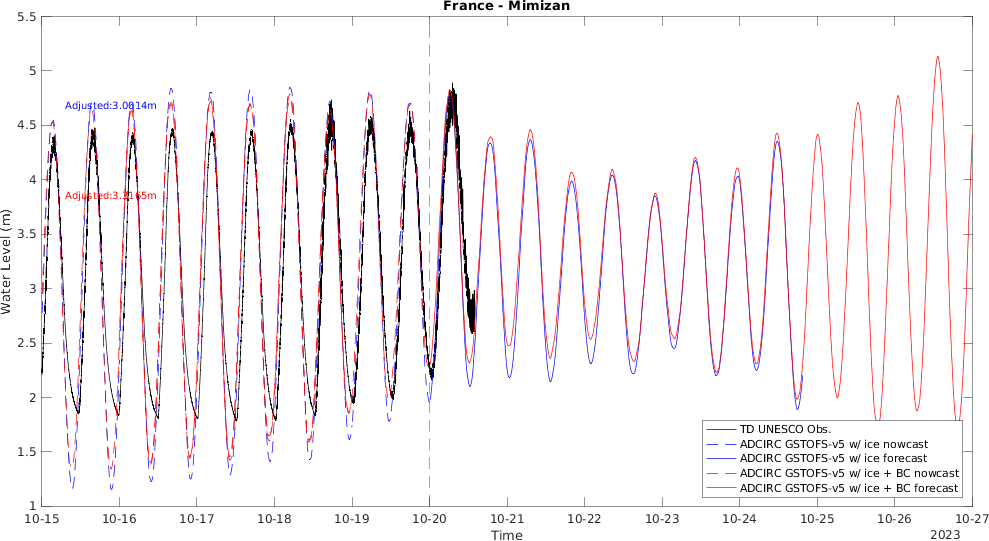 France - Mimizan
5.5
5
4.5
4
3.5
3
2.5
2
1.5
1
Water Level (m)
Adjusted:3.0814m
Adjusted:3.3165m
10-15
10-16
10-17
10-18
10-19
10-20
10-21
10-22
10-23
10-24
10-25
10-26
10-27
Time
2023
TD UNESCO Obs.
ADCIRC GSTOFS-v5 w/ ice nowcast
ADCIRC GSTOFS-v5 w/ ice forecast
ADCIRC GSTOFS-v5 w/ ice + BC nowcast
ADCIRC GSTOFS-v5 w/ ice + BC forecast